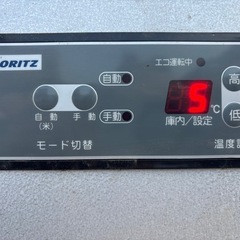 ORITZ
自動
エコ運転中
高
5
℃
自動
(米)
手動
手動
庫内/設定
低
モード切替
温度設